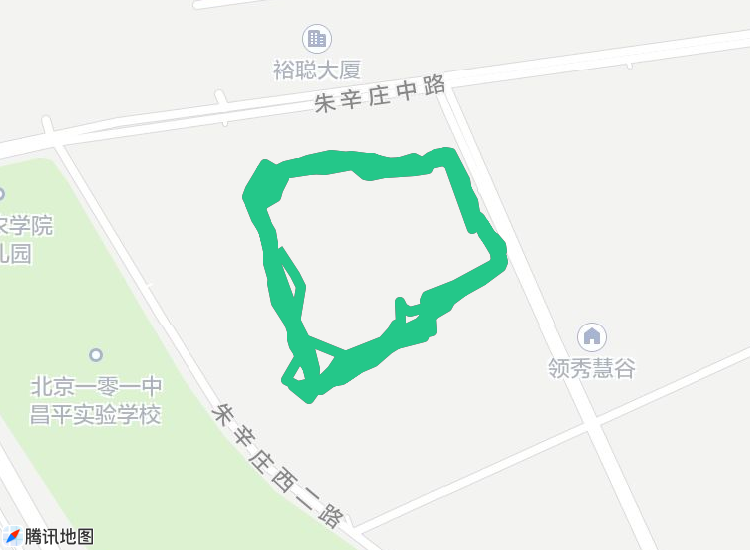 裕聪大厦
朱辛庄中路
农学院
儿园
领秀慧谷
北京一零一中
昌平实验学校
朱辛庄西二路
腾讯地图